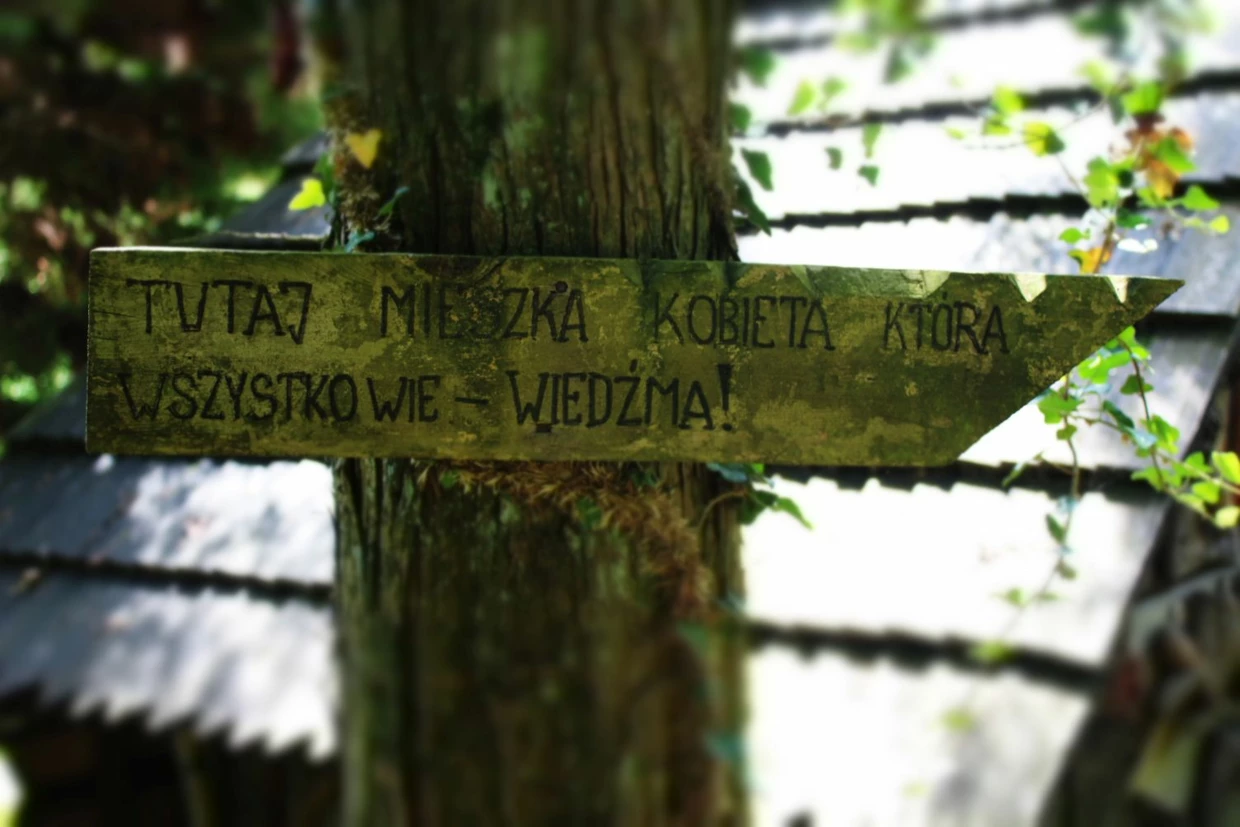 TUTAJ MIESZKA KOBIETA KTÓRA
WSZYSTKO WIE – WIEDŹMA!